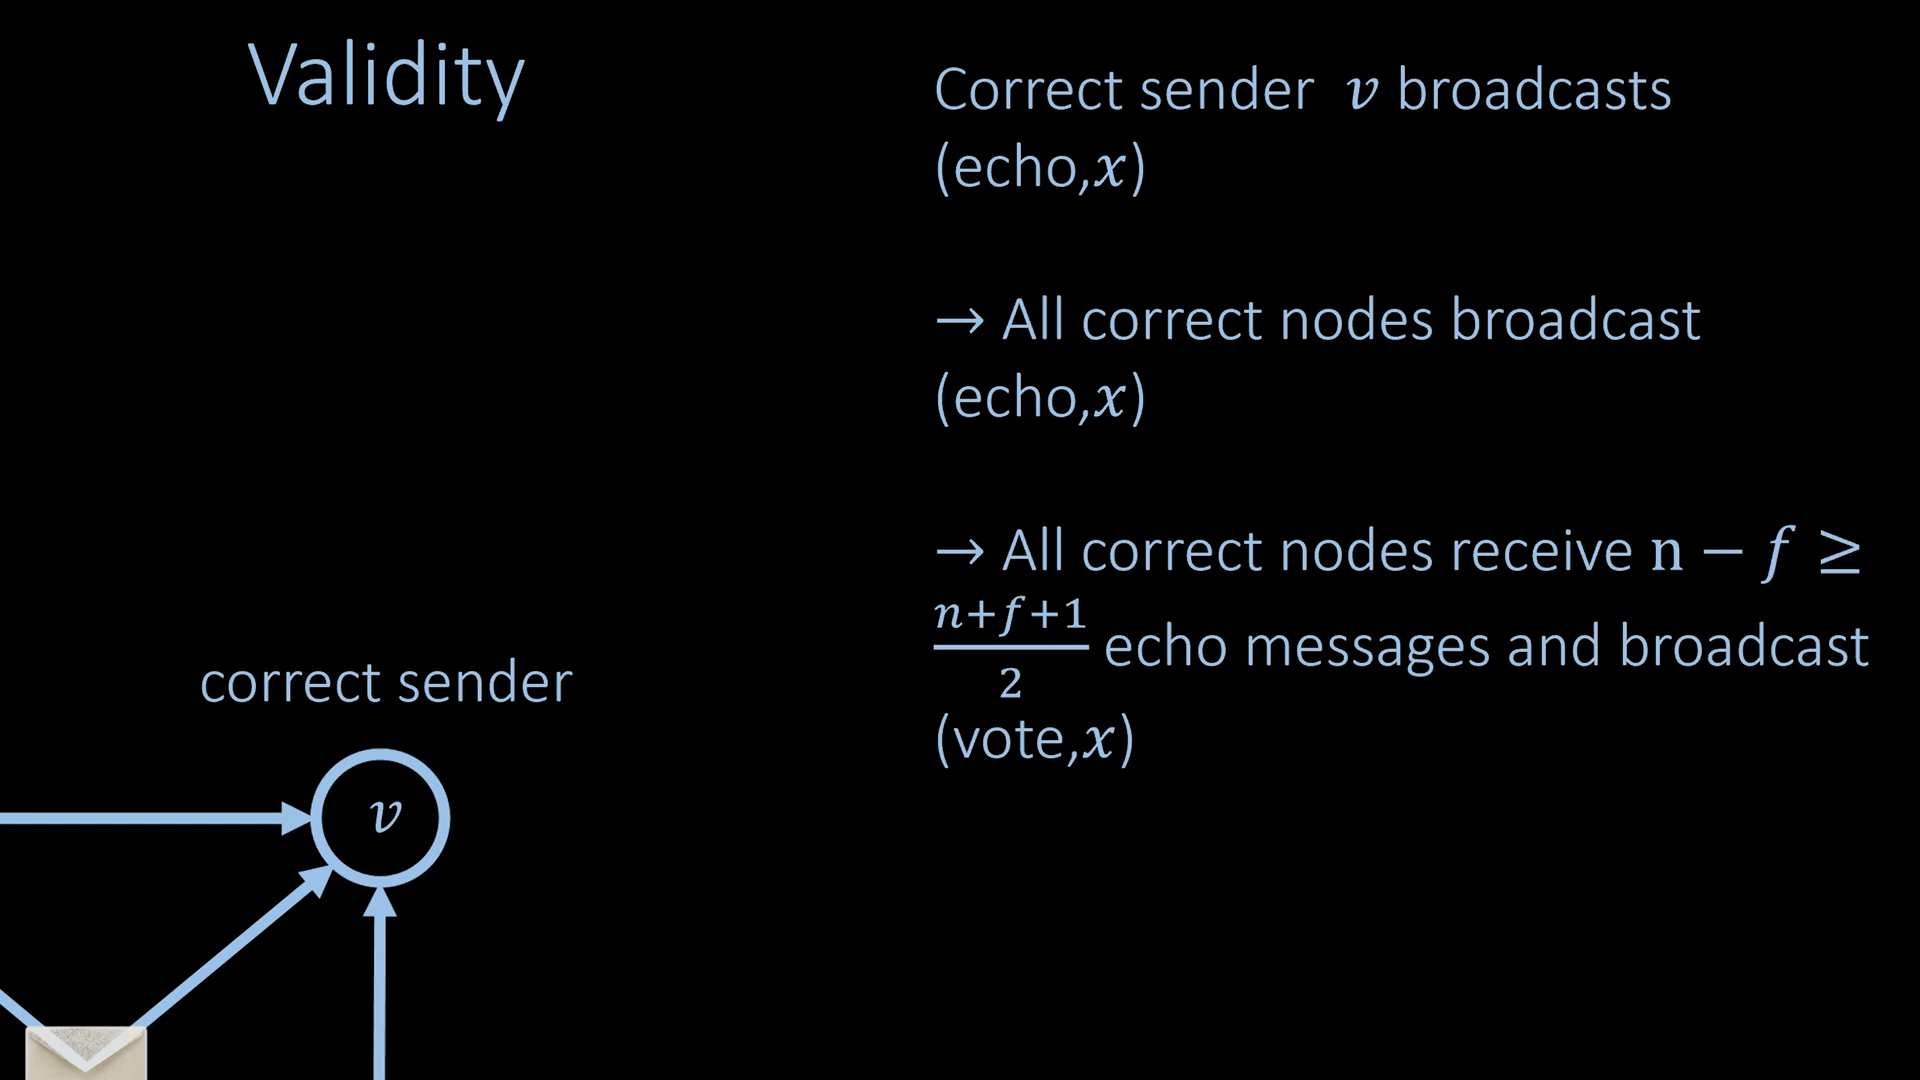 Validity
Correct sender 𝑣 broadcasts
(echo,𝑥)
→ All correct nodes broadcast
(echo,𝑥)
→ All correct nodes receive n − 𝑓 ≥
𝑛+𝑓+1
2
echo messages and broadcast
(vote,𝑥)
correct sender
𝑣